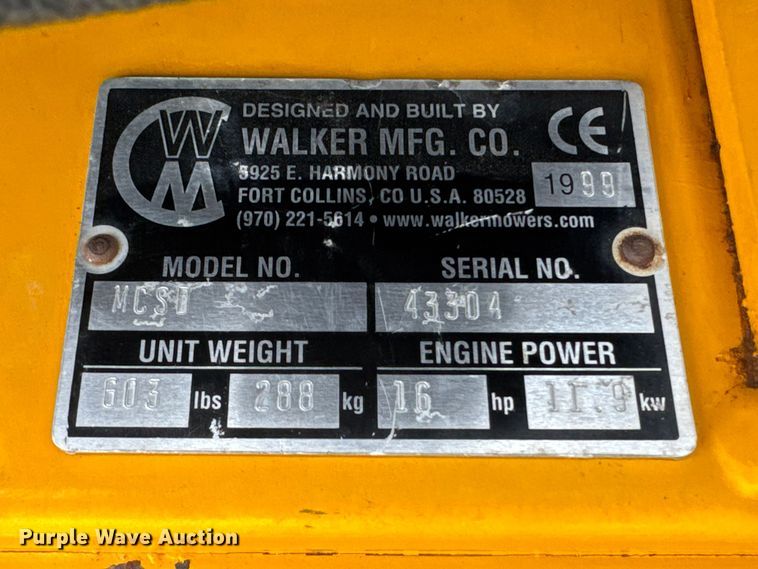 WM
DESIGNED AND BUILT BY
WALKER MFG. CO.
CE
5925 E. HARMONY ROAD
FORT COLLINS, CO U.S.A. 80528
(970) 221-5614 • www.walkermowers.com
1999
MODEL NO. SERIAL NO.
43304
UNIT WEIGHT ENGINE POWER
603 lbs 288 kg 16 hp 11.9 kw
Purple Wave Auction